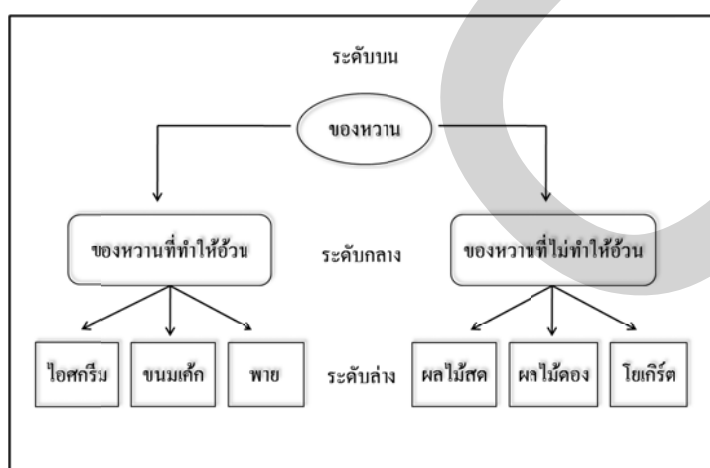 ระดับบน
ของหวาน
ของหวานที่ทำให้อ้วน
ระดับกลาง
ของหวานที่ไม่ทำให้อ้วน
ไอศกรีม
ขนมเค้ก
พาย
ระดับล่าง
ผลไม้สด
ผลไม้ดอง
โยเกิร์ต